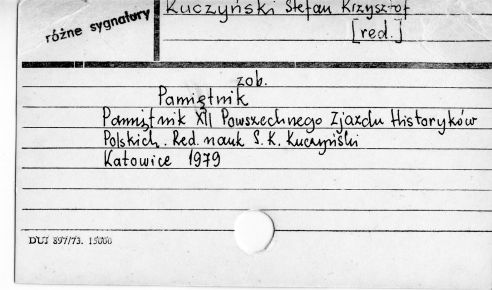 różne sygnatury
Kuczyński Stefan Krzysztof
[red.]
zob.
Pamiętnik
Pamiętnik XII Powszechnego Zjazdu Historyków
Polskich. Red. nauk S. K. Kuczyński
Katowice 1979
DUJ 897/73. 15000